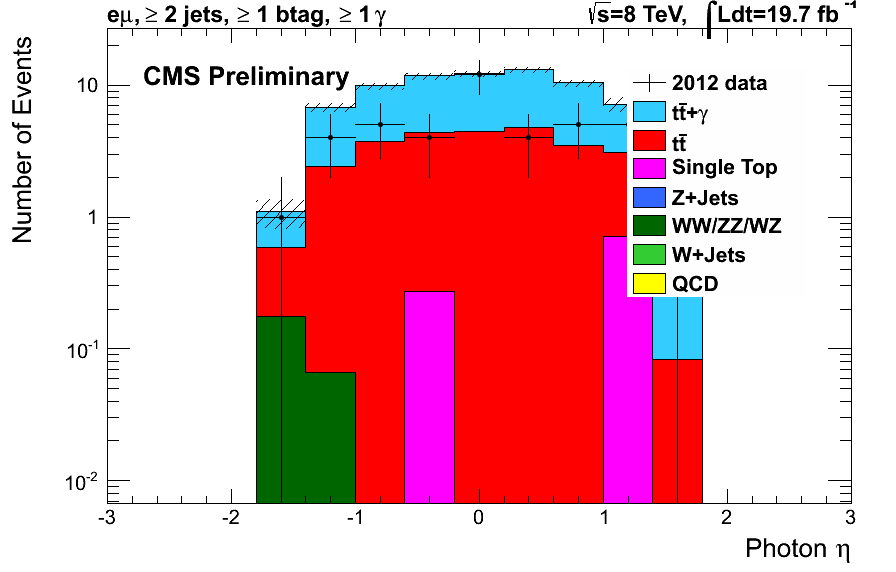 eμ, ≥ 2 jets, ≥ 1 btag, ≥ 1 γ
√s=8 TeV, ∫Ldt=19.7 fb⁻¹
CMS Preliminary
2012 data
tt̄+γ
tt̄
Single Top
Z+Jets
WW/ZZ/WZ
W+Jets
QCD
Number of Events
10
1
10⁻¹
10⁻²
-3 -2 -1 0 1 2 3
Photon η